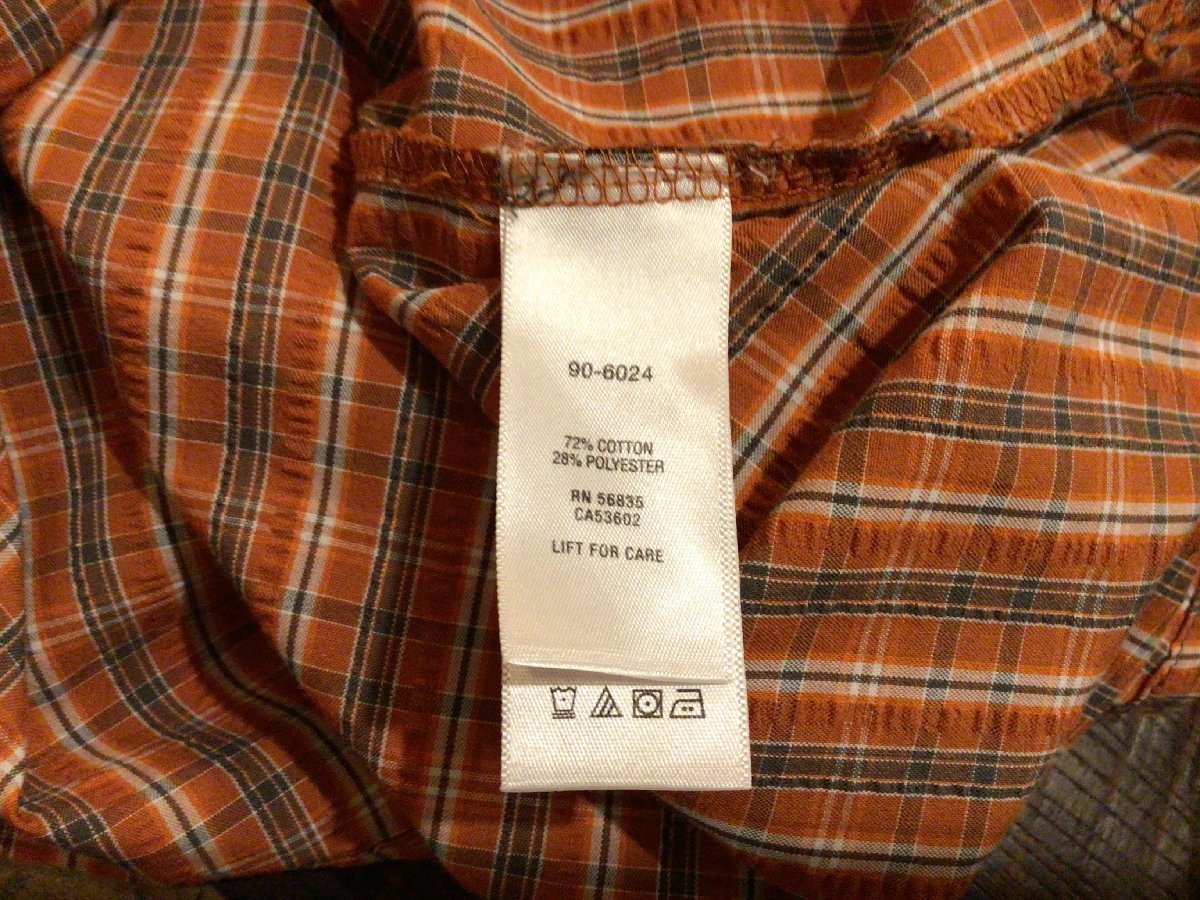 90-6024
72% COTTON
28% POLYESTER
RN 56835
CA53602
LIFT FOR CARE